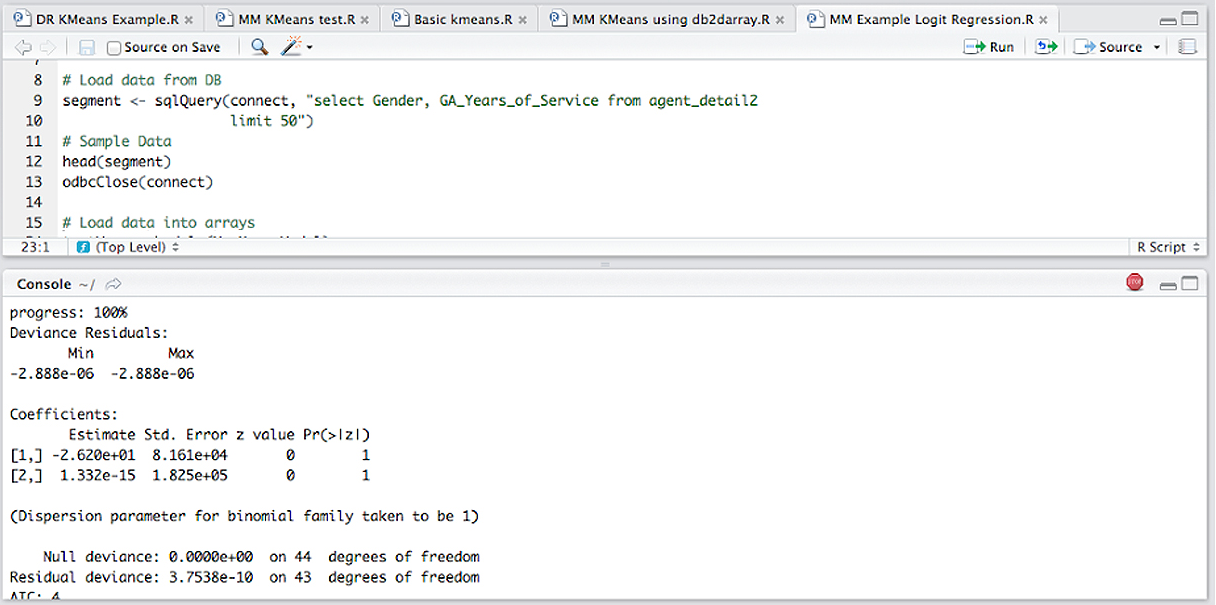 DR KMeans Example.R × MM KMeans test.R × Basic kmeans.R × MM KMeans using db2darray.R × MM Example Logit Regression.R ×
Source on Save Run Source
8 # Load data from DB
9 segment <- sqlQuery(connect, "select Gender, GA_Years_of_Service from agent_detail2
10 limit 50")
11 # Sample Data
12 head(segment)
13 odbcClose(connect)
14
15 # Load data into arrays
23:1 (Top Level) R Script
Console ~/
progress: 100%
Deviance Residuals:
Min Max
-2.888e-06 -2.888e-06
Coefficients:
Estimate Std. Error z value Pr(>|z|)
[1,] -2.620e+01 8.161e+04 0 1
[2,] 1.332e-15 1.825e+05 0 1
(Dispersion parameter for binomial family taken to be 1)
Null deviance: 0.0000e+00 on 44 degrees of freedom
Residual deviance: 3.7538e-10 on 43 degrees of freedom
AIC: 4